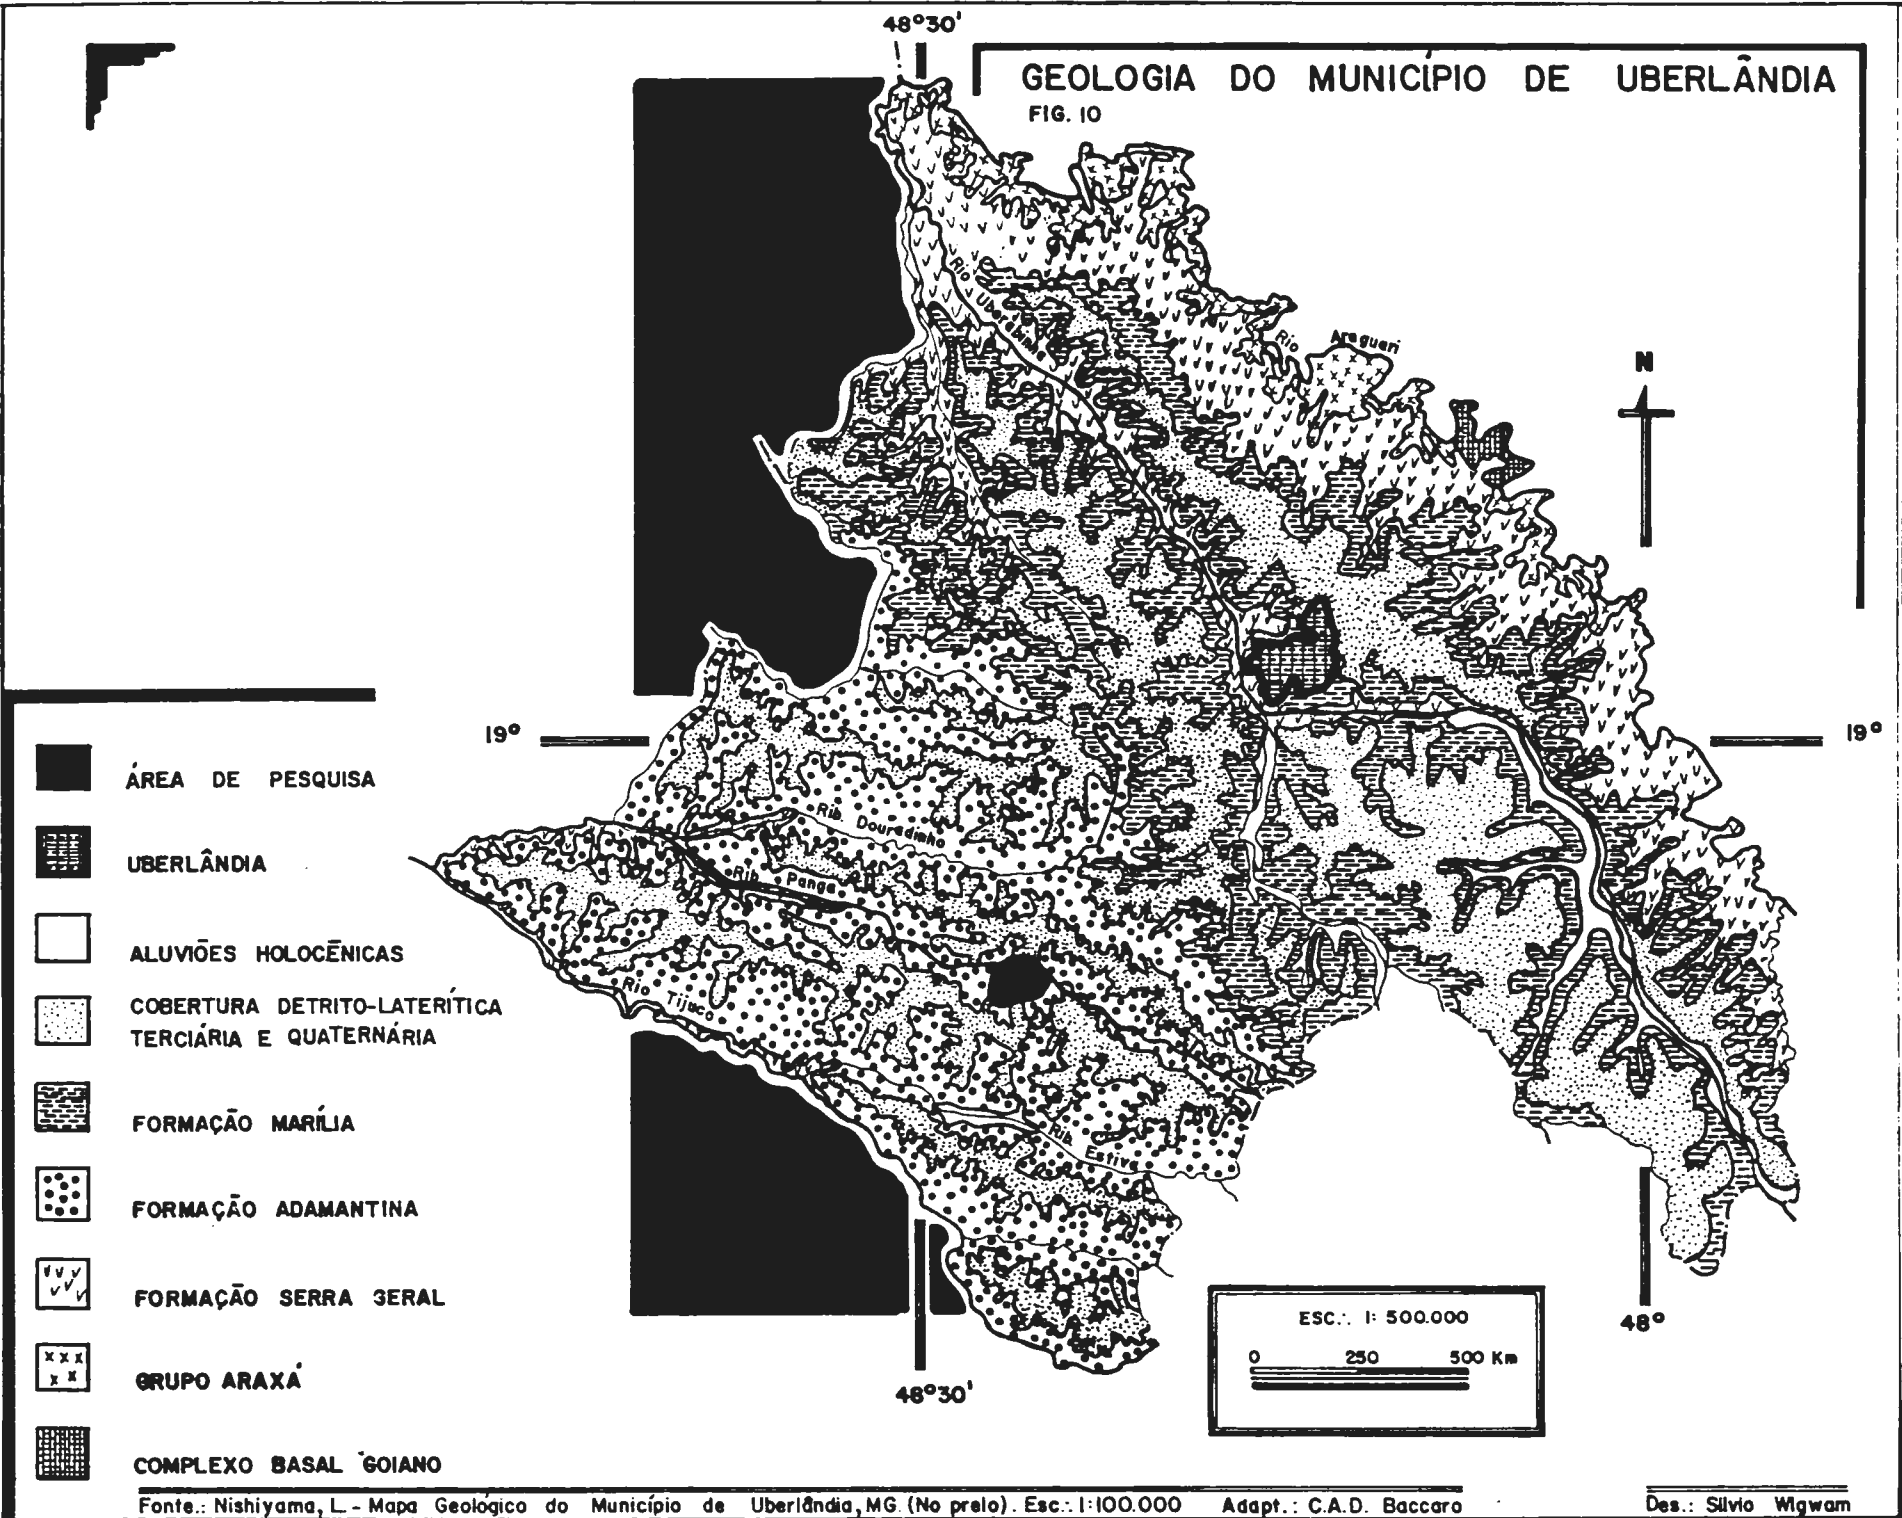 48°30'
GEOLOGIA DO MUNICÍPIO DE UBERLÂNDIA
FIG. 10
Rio Uberabinha
Rio Araguari
N
19°
19°
ÁREA DE PESQUISA
UBERLÂNDIA
ALUVIÕES HOLOCÊNICAS
COBERTURA DETRITO-LATERÍTICA
TERCIÁRIA E QUATERNÁRIA
FORMAÇÃO MARÍLIA
FORMAÇÃO ADAMANTINA
FORMAÇÃO SERRA GERAL
GRUPO ARAXÁ
COMPLEXO BASAL GOIANO
Rib. Douradinho
Rib. Panga
Rio Tijuco
Rib. Estiva
ESC.: 1: 500.000
0 250 500 Km
48°
48°30'
Fonte.: Nishiyama, L. - Mapa Geológico do Município de Uberlândia, MG. (No prelo). Esc.: 1:100.000 Adapt.: C.A.D. Baccaro
Des.: Silvio Wigwam